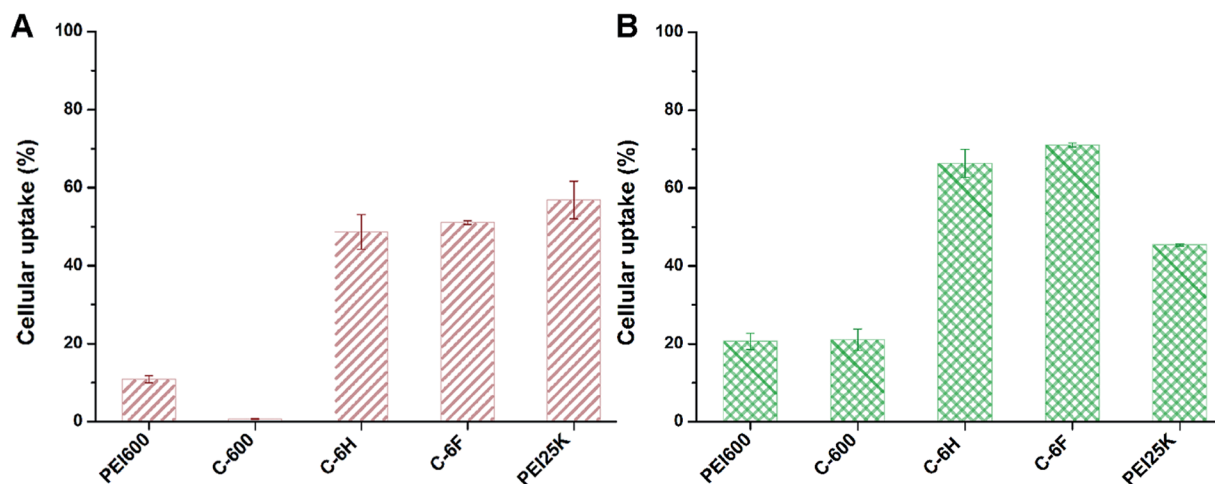 A
Cellular uptake (%)
100
80
60
40
20
0
PEI600
C-600
C-6H
C-6F
PEI25K
B
Cellular uptake (%)
100
80
60
40
20
0
PEI600
C-600
C-6H
C-6F
PEI25K